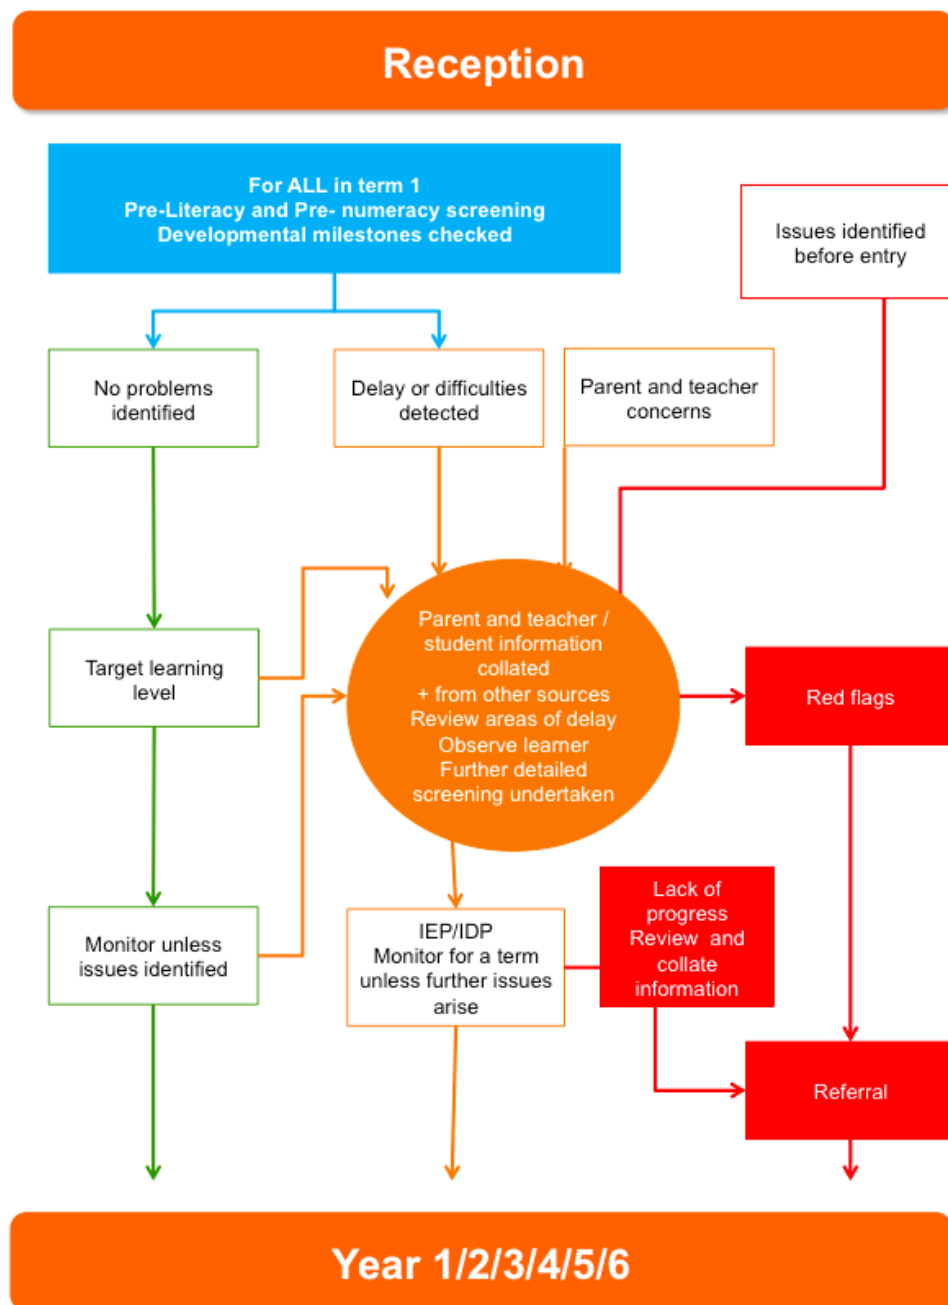 Reception
For ALL in term 1
Pre-Literacy and Pre- numeracy screening
Developmental milestones checked
Issues identified
before entry
No problems
identified
Delay or difficulties
detected
Parent and teacher
concerns
Parent and teacher /
student information
collated
+ from other sources
Review areas of delay
Observe learner
Further detailed
screening undertaken
Target learning
level
Red flags
Monitor unless
issues identified
IEP/IDP
Monitor for a term
unless further issues
arise
Lack of
progress
Review and
collate
information
Referral
Year 1/2/3/4/5/6